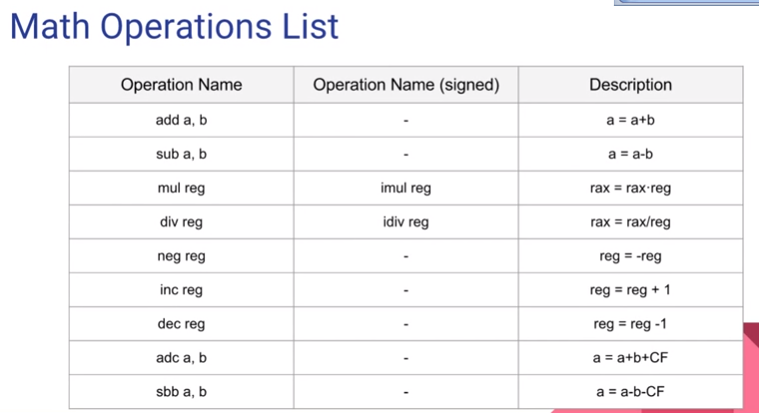 Math Operations List
Operation Name Operation Name (signed) Description
add a, b - a = a+b
sub a, b - a = a-b
mul reg imul reg rax = rax·reg
div reg idiv reg rax = rax/reg
neg reg - reg = -reg
inc reg - reg = reg + 1
dec reg - reg = reg -1
adc a, b - a = a+b+CF
sbb a, b - a = a-b-CF